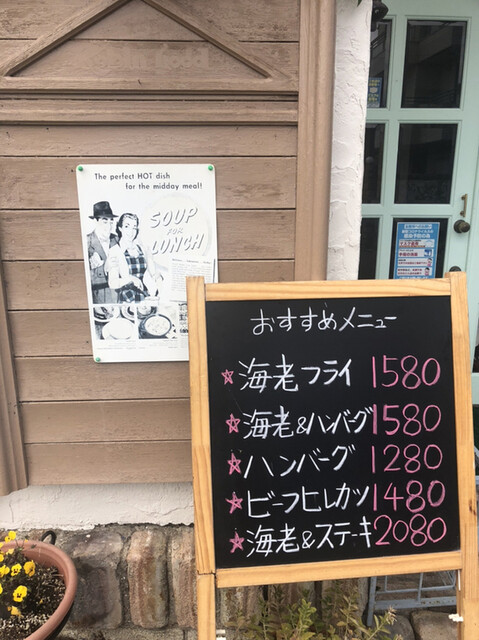 The perfect HOT dish
for the midday meal!
SOUP
FOR
LUNCH
おすすめメニュー
☆海老フライ 1580
☆海老&ハンバーグ 1580
☆ハンバーグ 1280
☆ビーフヒレカツ 1480
☆海老&ステーキ 2080